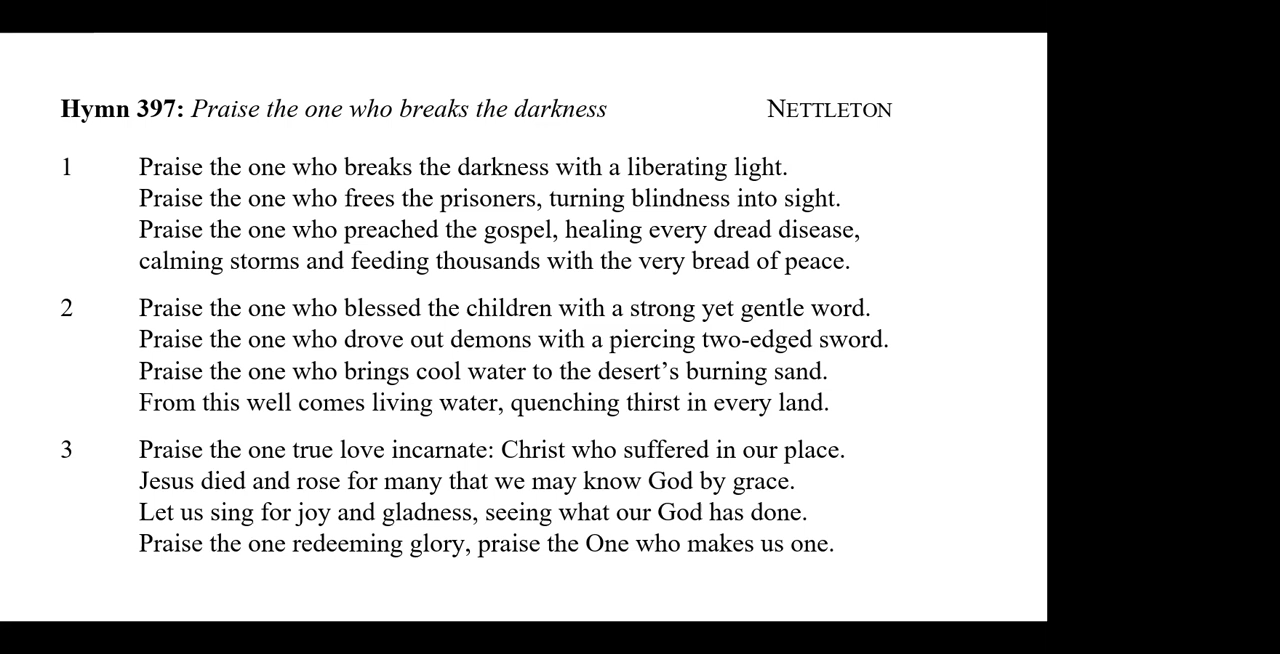 Hymn 397: Praise the one who breaks the darkness NETTLETON
1 Praise the one who breaks the darkness with a liberating light.
Praise the one who frees the prisoners, turning blindness into sight.
Praise the one who preached the gospel, healing every dread disease,
calming storms and feeding thousands with the very bread of peace.
2 Praise the one who blessed the children with a strong yet gentle word.
Praise the one who drove out demons with a piercing two-edged sword.
Praise the one who brings cool water to the desert’s burning sand.
From this well comes living water, quenching thirst in every land.
3 Praise the one true love incarnate: Christ who suffered in our place.
Jesus died and rose for many that we may know God by grace.
Let us sing for joy and gladness, seeing what our God has done.
Praise the one redeeming glory, praise the One who makes us one.